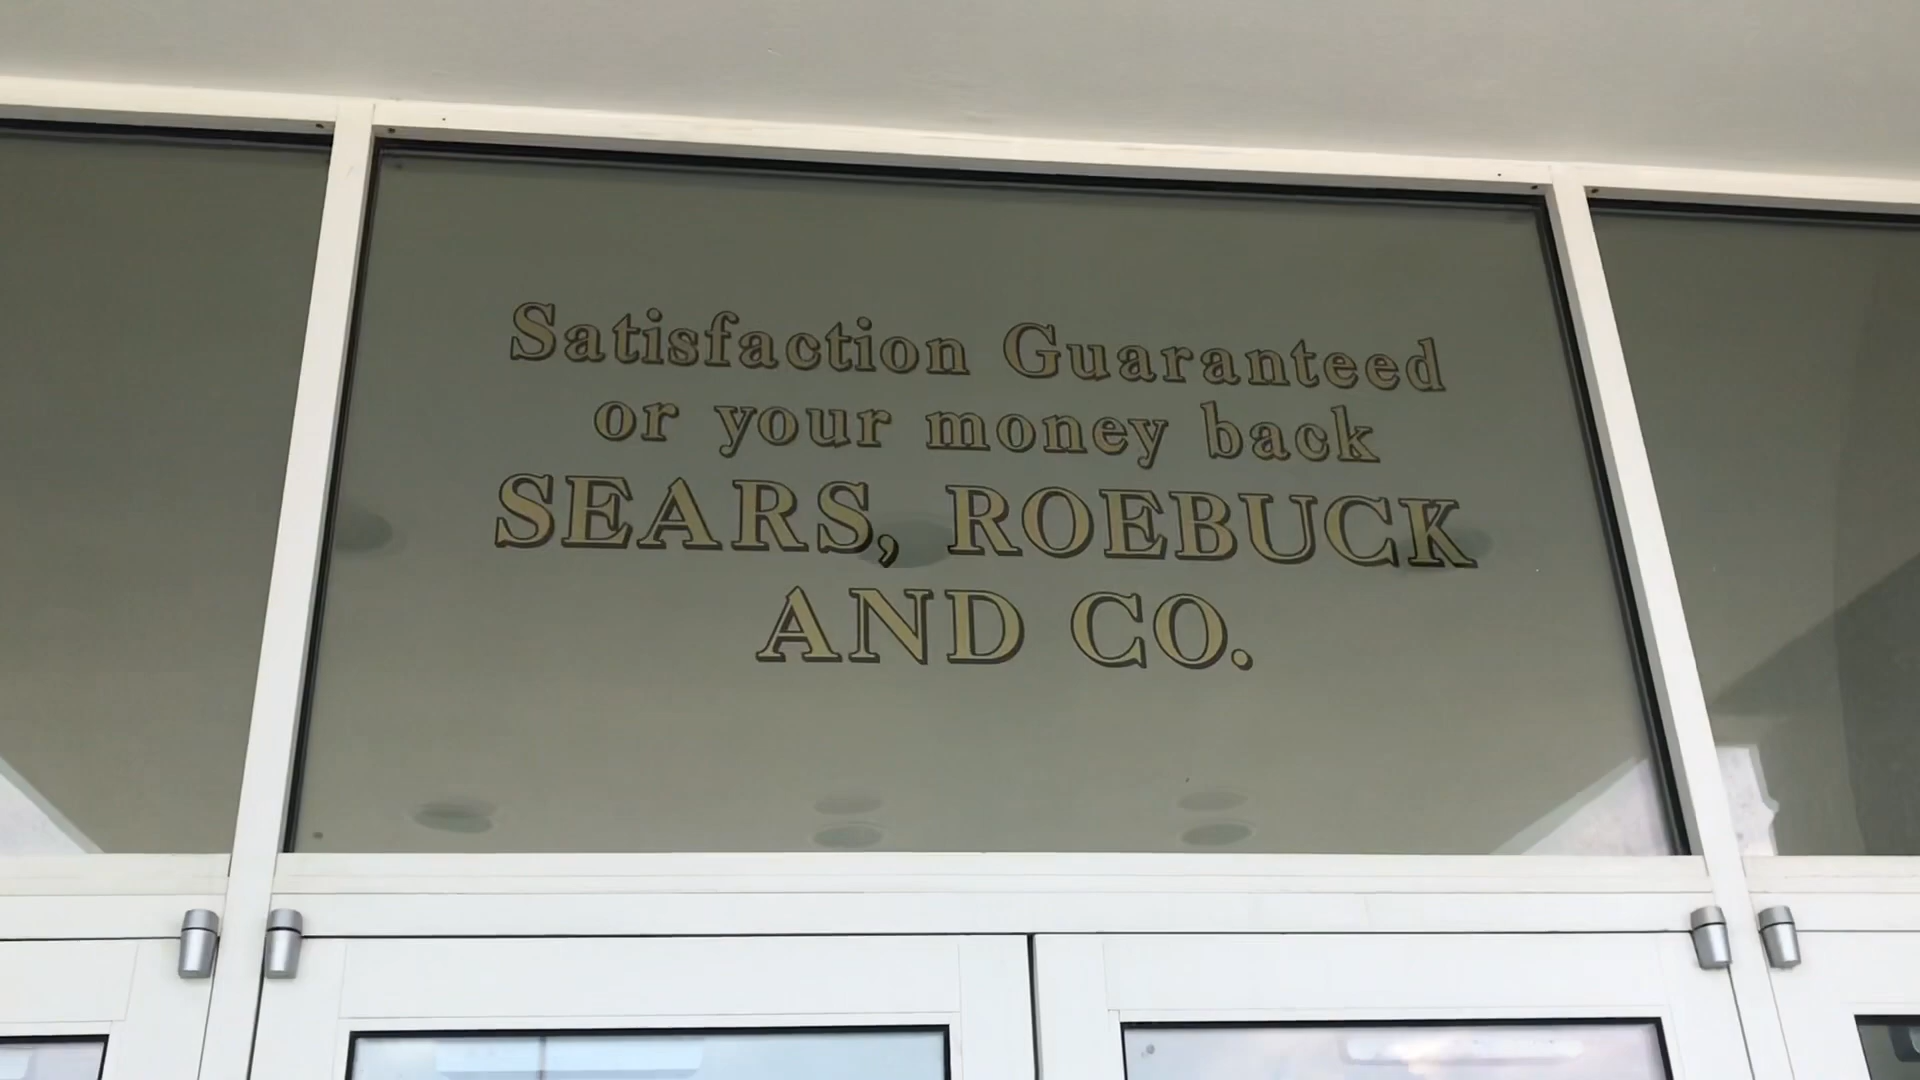 Satisfaction Guaranteed
or your money back
SEARS, ROEBUCK
AND CO.